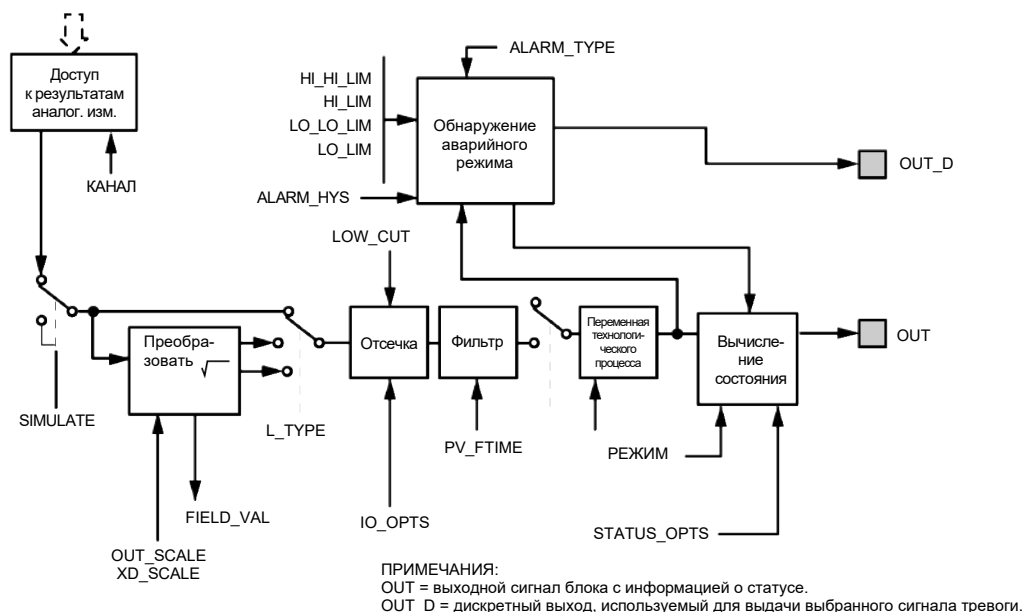 Доступ
к результатам
аналог. изм.
КАНАЛ
ALARM_TYPE
HI_HI_LIM
HI_LIM
LO_LO_LIM
LO_LIM
Обнаружение
аварийного
режима
ALARM_HYS
OUT_D
LOW_CUT
Преобра-
зовать √
Отсечка
Фильтр
Переменная
технологи-
ческого
процесса
Вычисле-
ние
состояния
OUT
SIMULATE
L_TYPE
PV_FTIME
РЕЖИМ
FIELD_VAL
IO_OPTS
STATUS_OPTS
OUT_SCALE
XD_SCALE
ПРИМЕЧАНИЯ:
OUT = выходной сигнал блока с информацией о статусе.
OUT_D = дискретный выход, используемый для выдачи выбранного сигнала тревоги.